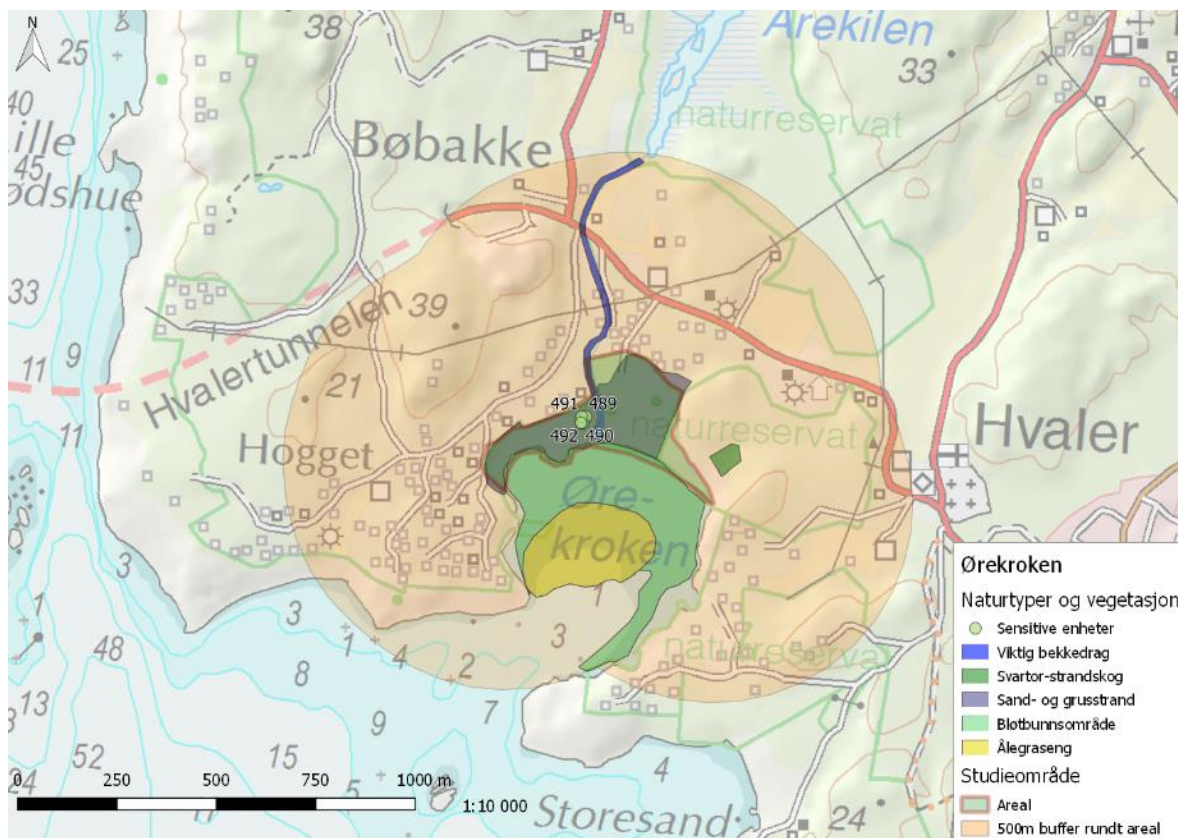 N
25
38
Arekilen
33
40
ille
45
ødshue
Bøbakke
naturreservat
33
9
11
39
21
Hvalertunnelen
11
Hogget
491 489
492 490
naturreservat
Hvaler
Øre-
kroken
3
1
3
1
3
4
2
naturreservat
48
8
7
13
9
52
15
4
24
11
Storesand
24
0 250 500 750 1000 m
1:10 000
Ørekroken
Naturtyper og vegetasjon
Sensitive enheter
Viktig bekkedrag
Svartor-strandskog
Sand- og grusstrand
Bløtbunnsområde
Ålegraseng
Studieområde
Areal
500m buffer rundt areal